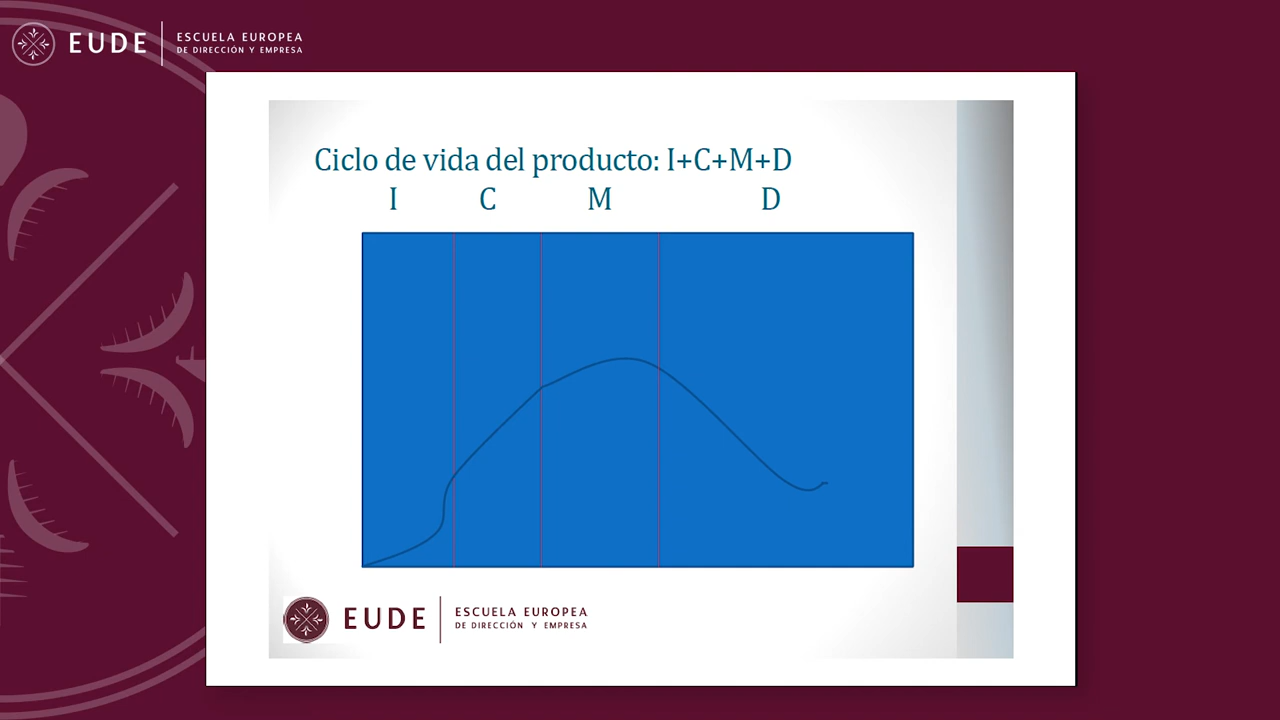 EUDE
ESCUELA EUROPEA
DE DIRECCIÓN Y EMPRESA
Ciclo de vida del producto: I+C+M+D
I C M D
EUDE
ESCUELA EUROPEA
DE DIRECCIÓN Y EMPRESA